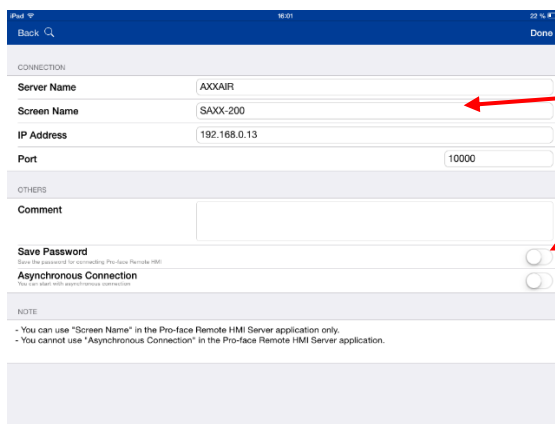 iPad 16:01 22 %
Back Done
CONNECTION
Server Name AXXAIR
Screen Name SAXX-200
IP Address 192.168.0.13
Port 10000
OTHERS
Comment
Save Password
Save the password for connecting Pro-face Remote HMI
Asynchronous Connection
You can start with asynchronous connection
NOTE
- You can use "Screen Name" in the Pro-face Remote HMI Server application only.
- You cannot use "Asynchronous Connection" in the Pro-face Remote HMI Server application.